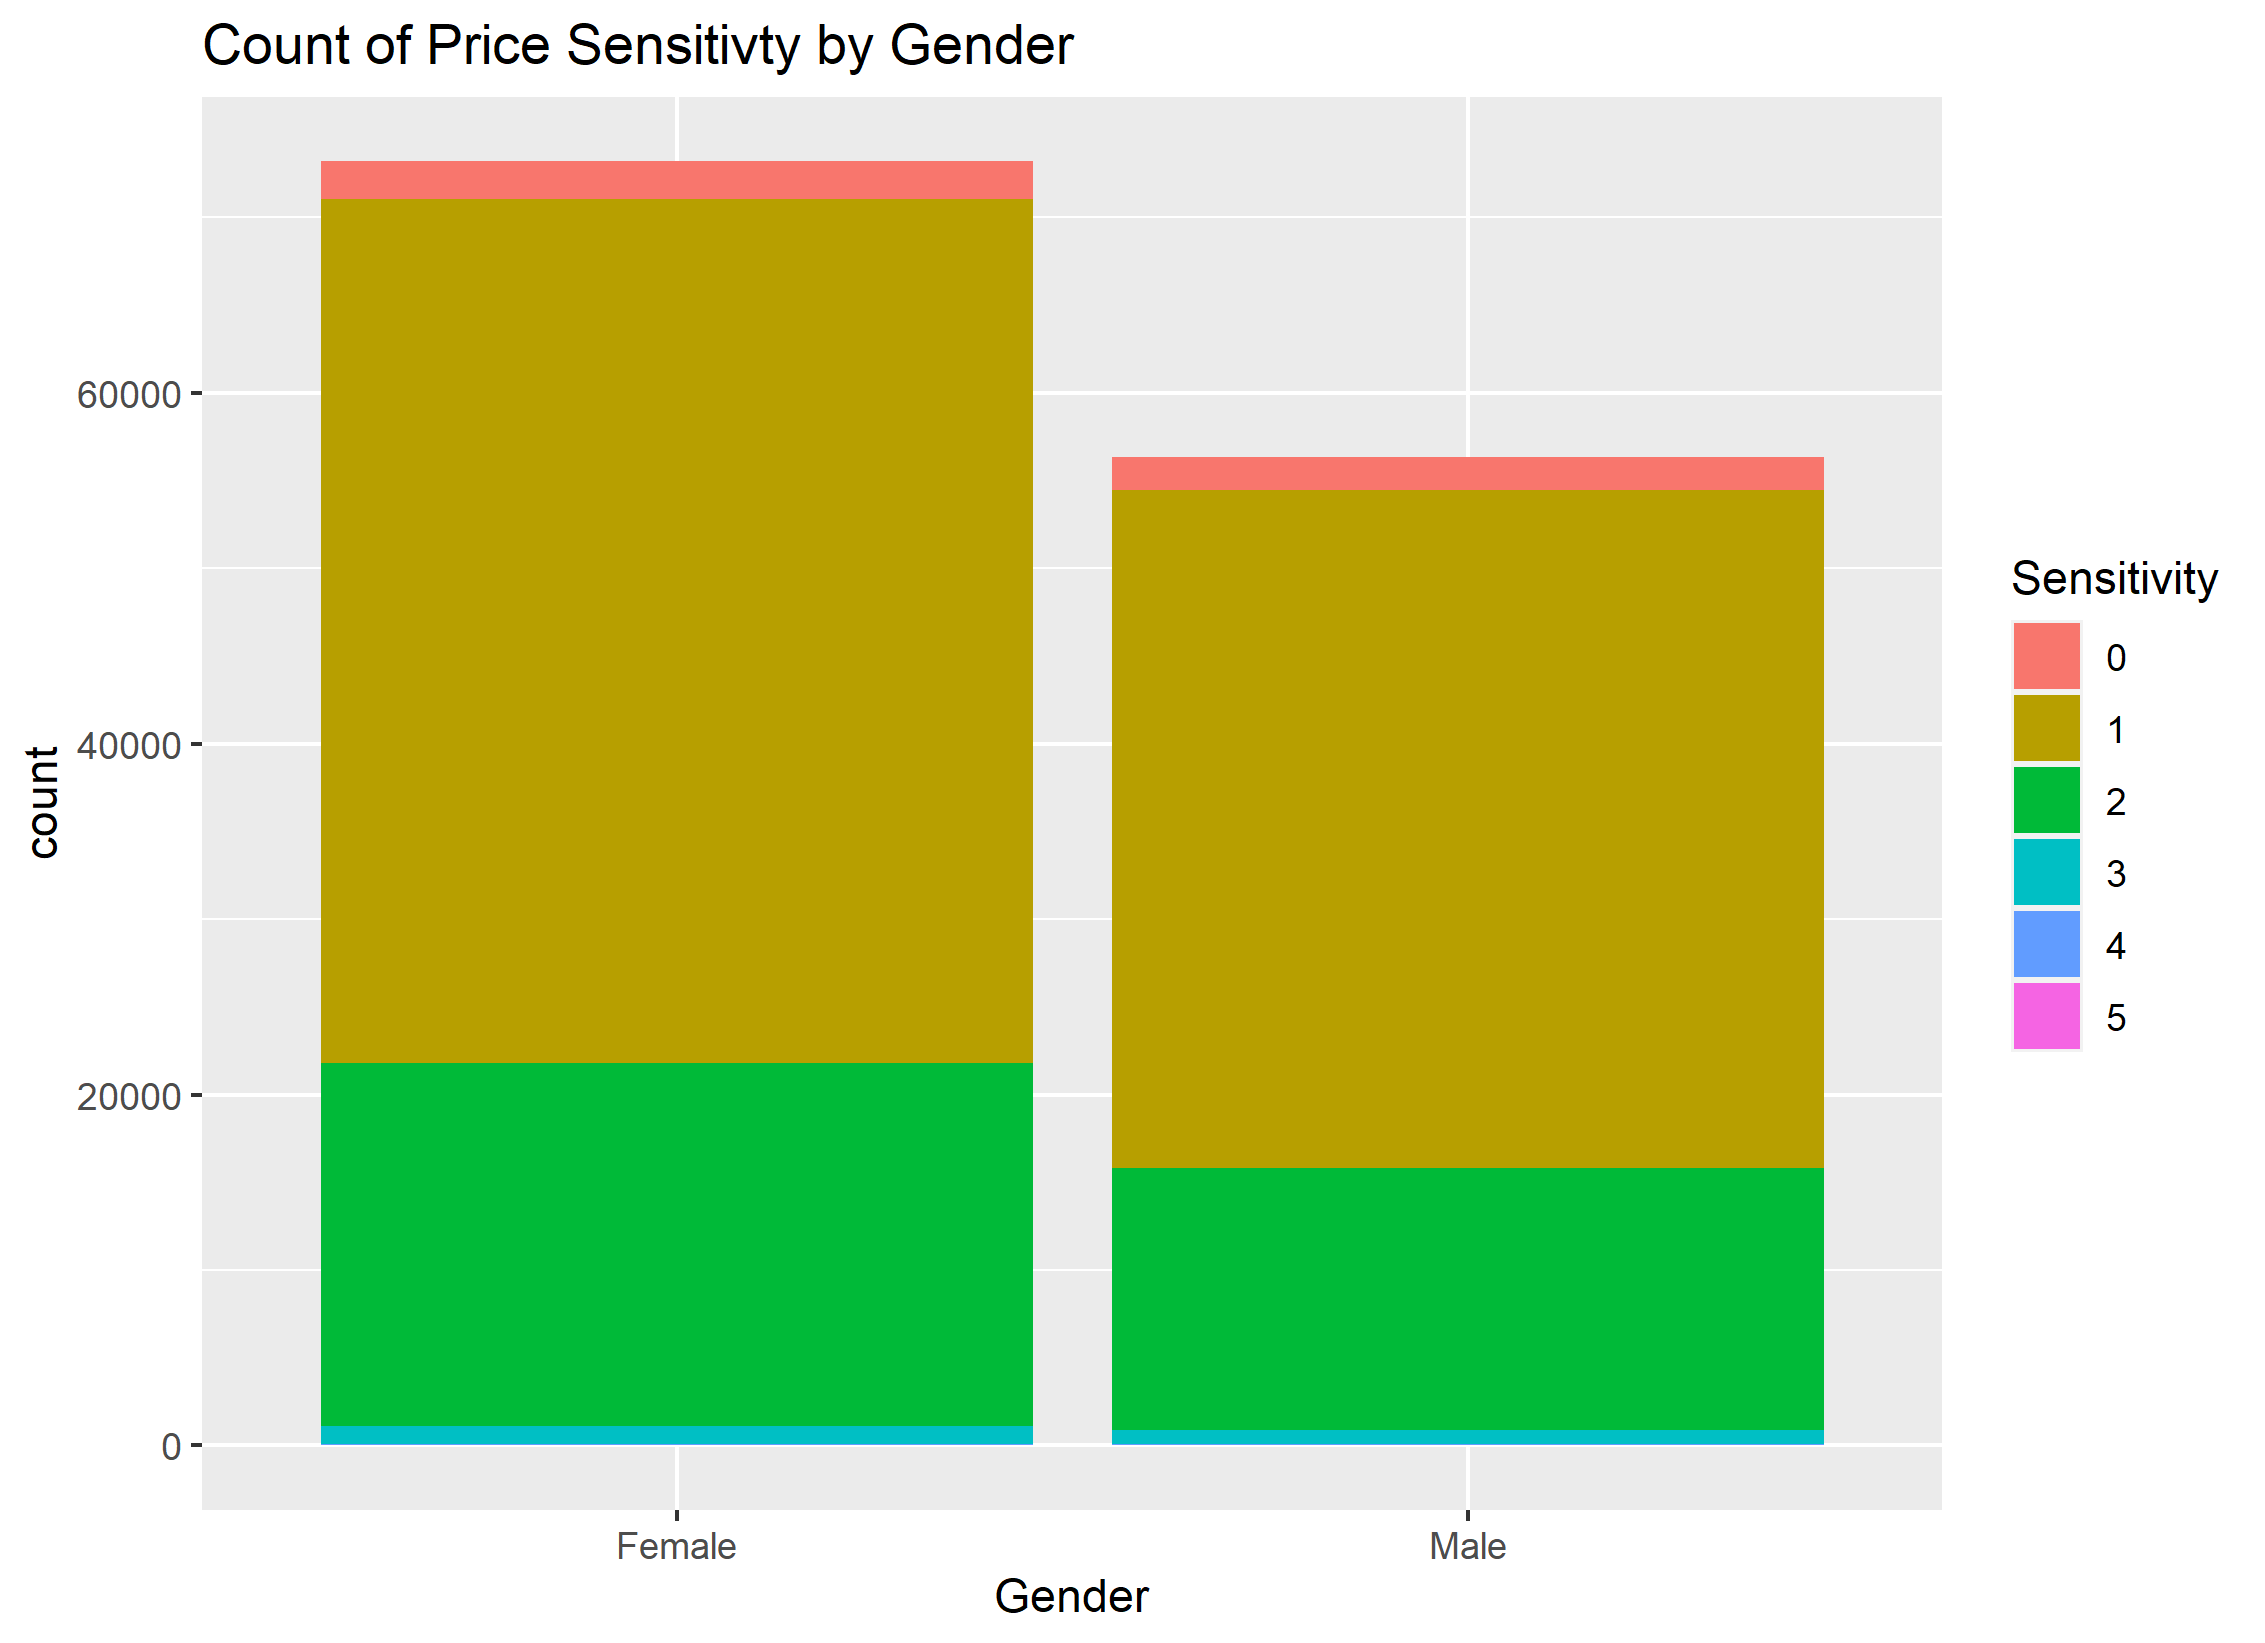 Count of Price Sensitivty by Gender
60000
40000
20000
0
count
Female
Male
Gender
Sensitivity
0
1
2
3
4
5